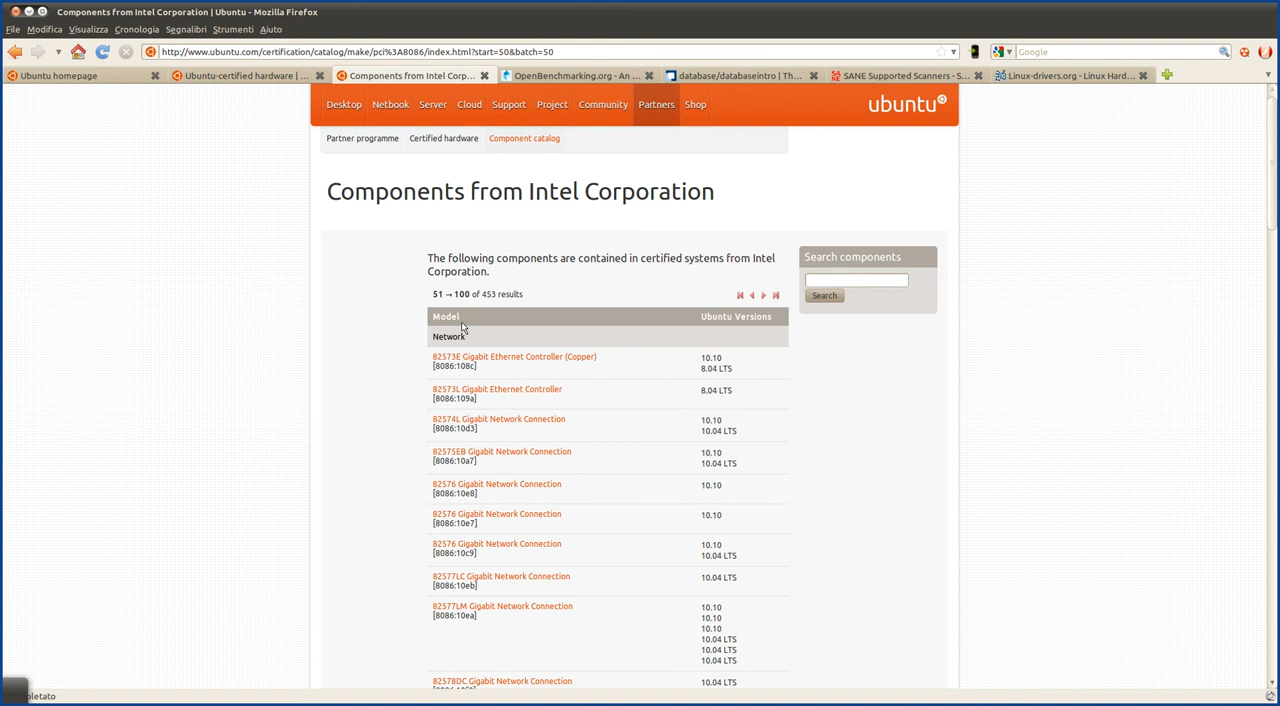 Components from Intel Corporation | Ubuntu - Mozilla Firefox
File Modifica Visualizza Cronologia Segnalibri Strumenti Aiuto
http://www.ubuntu.com/certification/catalog/make/pci%3A8086/index.html?start=50&batch=50
Google
Ubuntu homepage
Ubuntu-certified hardware | ...
Components from Intel Corp...
OpenBenchmarking.org - An ...
database/databaseintro | Th...
SANE Supported Scanners - S...
Linux-drivers.org - Linux Hard...
Desktop Netbook Server Cloud Support Project Community Partners Shop
ubuntu
Partner programme Certified hardware Component catalog
Components from Intel Corporation
The following components are contained in certified systems from Intel
Corporation.
51 → 100 of 453 results
Search components
Search
Model Ubuntu Versions
Network
82573E Gigabit Ethernet Controller (Copper) 10.10
[8086:108c] 8.04 LTS
82573L Gigabit Ethernet Controller 8.04 LTS
[8086:109a]
82574L Gigabit Network Connection 10.10
[8086:10d3] 10.04 LTS
82575EB Gigabit Network Connection 10.10
[8086:10a7] 10.04 LTS
82576 Gigabit Network Connection 10.10
[8086:10e8]
82576 Gigabit Network Connection 10.10
[8086:10e7]
82576 Gigabit Network Connection 10.10
[8086:10c9] 10.04 LTS
82577LC Gigabit Network Connection 10.04 LTS
[8086:10eb]
82577LM Gigabit Network Connection 10.10
[8086:10ea] 10.10
10.10
10.04 LTS
10.04 LTS
10.04 LTS
82578DC Gigabit Network Connection 10.04 LTS